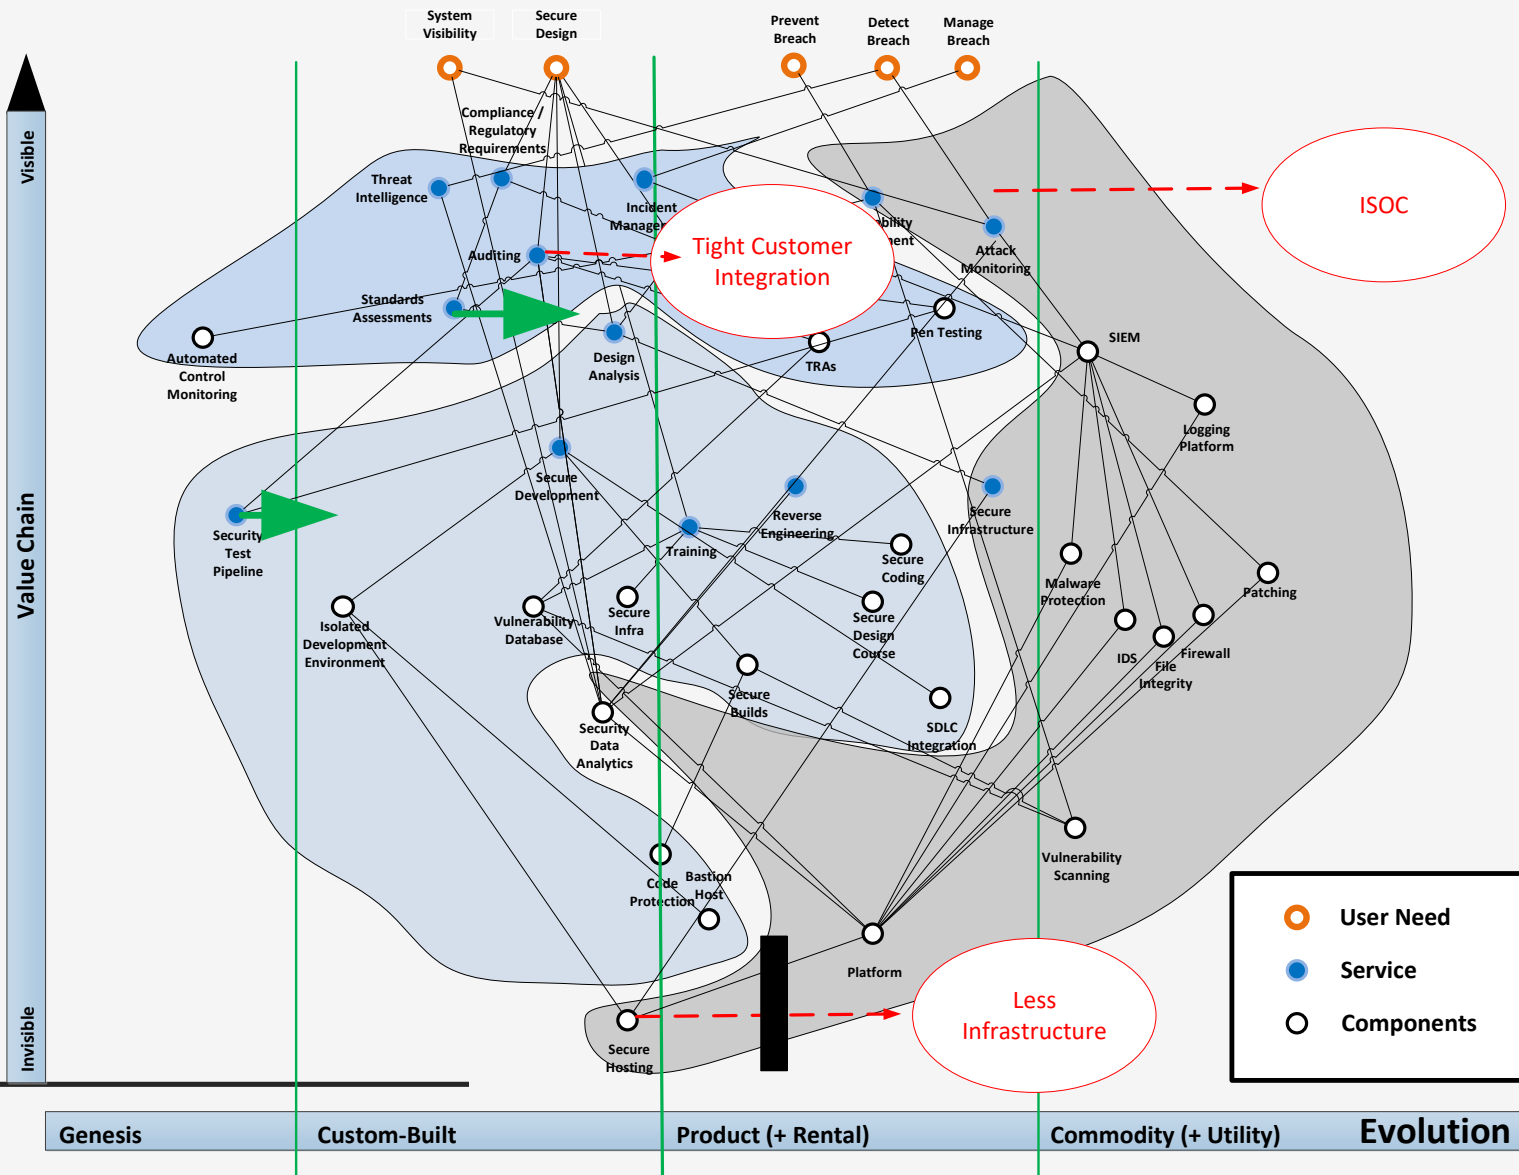 System
Visibility
Secure
Design
Prevent
Breach
Detect
Breach
Manage
Breach
Visible
Value Chain
Invisible
Compliance /
Regulatory
Requirements
Threat
Intelligence
Incident
Auditing
Standards
Assessments
Automated
Control
Monitoring
Design
Analysis
Tight Customer
Integration
Attack
Monitoring
ISOC
Pen Testing
TRAs
SIEM
Logging
Platform
Secure
Development
Security
Test
Pipeline
Reverse
Engineering
Secure
Infrastructure
Training
Secure
Coding
Malware
Protection
Patching
Isolated
Development
Environment
Vulnerability
Database
Secure
Infra
Secure
Design
Course
IDS
File
Integrity
Firewall
Secure
Builds
SDLC
Integration
Security
Data
Analytics
Vulnerability
Scanning
Code
Protection
Bastion
Host
Platform
Less
Infrastructure
Secure
Hosting
User Need
Service
Components
Genesis
Custom-Built
Product (+ Rental)
Commodity (+ Utility)
Evolution